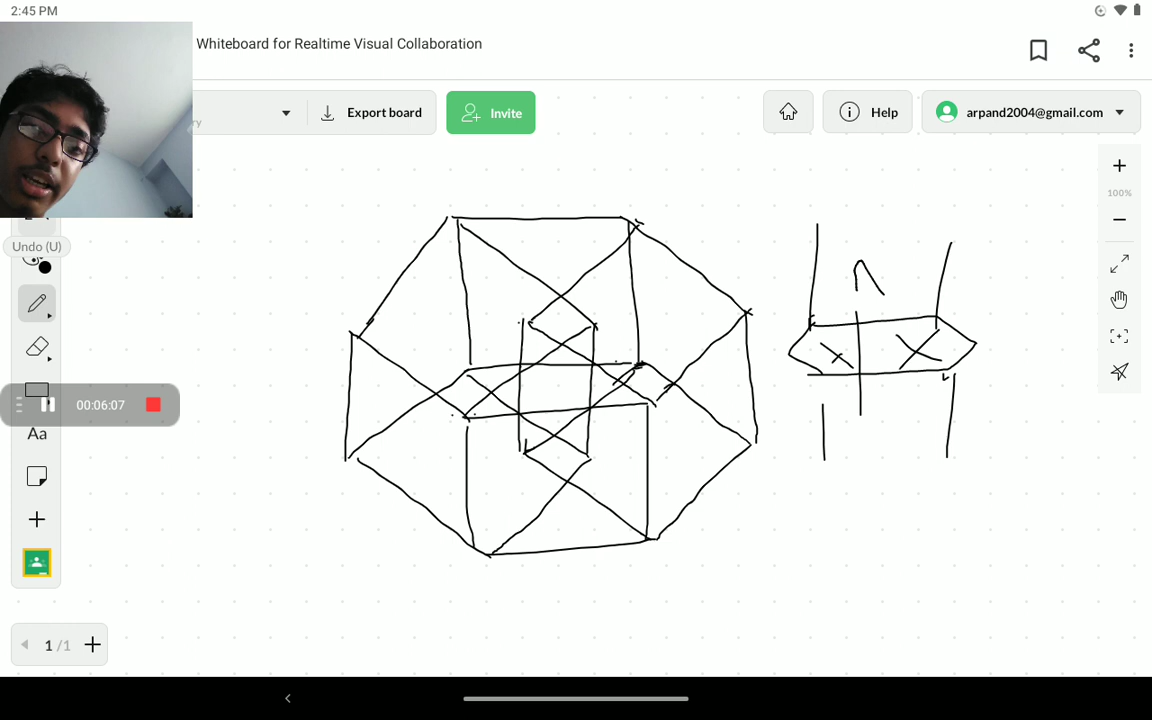 2:45 PM
Whiteboard for Realtime Visual Collaboration
Export board
Invite
Help
arpand2004@gmail.com
100%
Undo (U)
00:06:07
Aa
1 /1